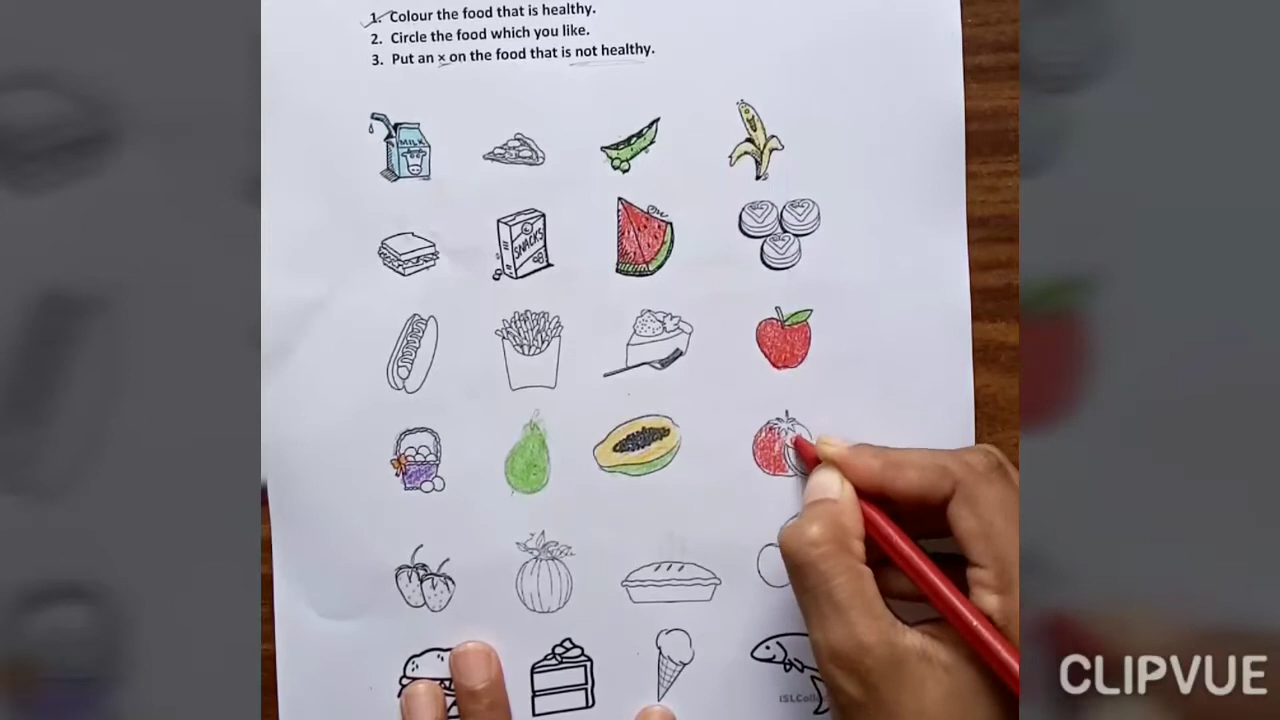 1. Colour the food that is healthy.
2. Circle the food which you like.
3. Put an x on the food that is not healthy.
MILK
SNACKS
CLIPVUE